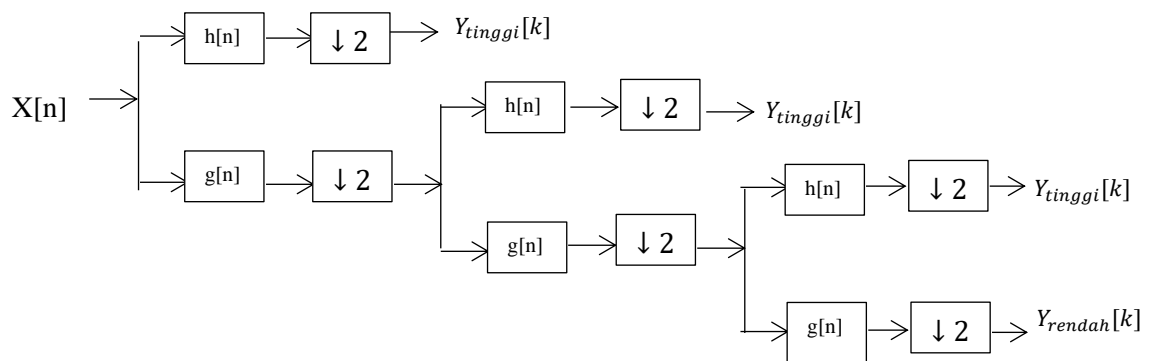 h[n] ↓ 2 Y_tinggi[k]
X[n]
h[n] ↓ 2 Y_tinggi[k]
g[n] ↓ 2
h[n] ↓ 2 Y_tinggi[k]
g[n] ↓ 2
g[n] ↓ 2 Y_rendah[k]